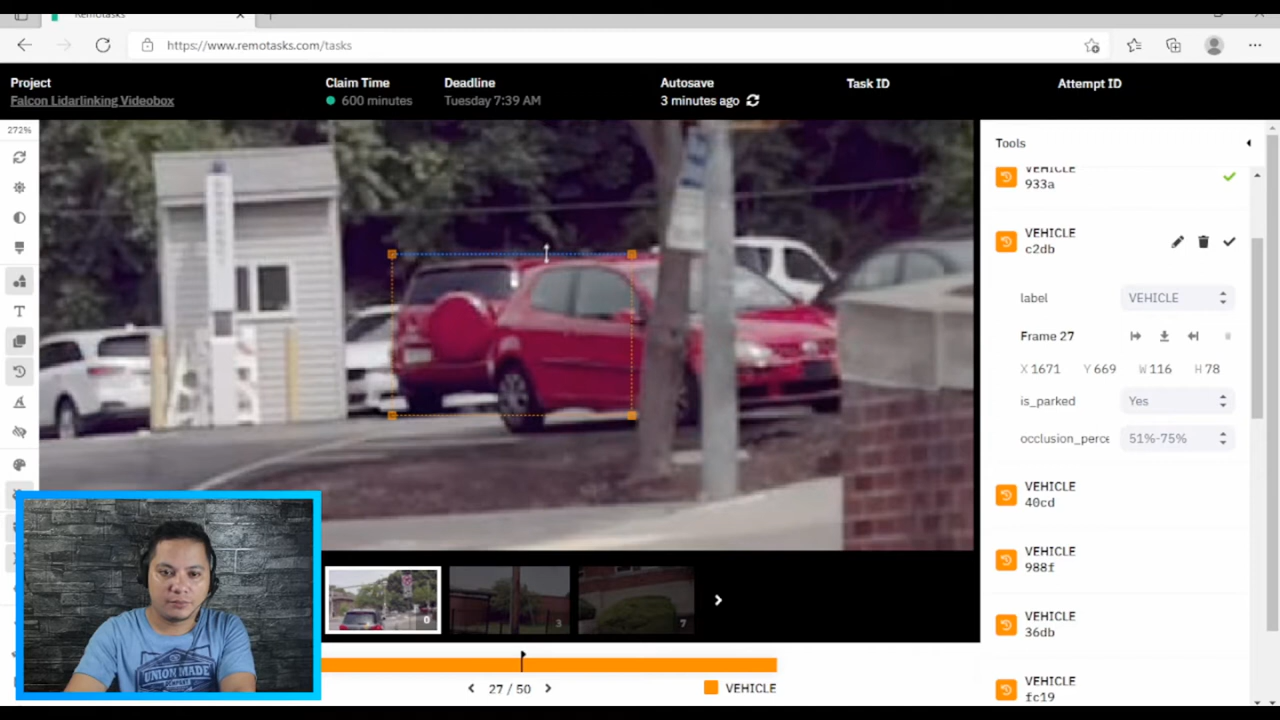 Remotasks
https://www.remotasks.com/tasks
Project
Claim Time
Deadline
Autosave
Task ID
Attempt ID
Falcon Lidarlinking Videobox
600 minutes
Tuesday 7:39 AM
3 minutes ago
272%
Tools
VEHICLE
933a
VEHICLE
c2db
label
VEHICLE
Frame 27
X 1671
Y 669
W 116
H 78
is_parked
Yes
occlusion_perce
51%-75%
VEHICLE
40cd
VEHICLE
988f
VEHICLE
36db
VEHICLE
fc19
0
3
7
27 / 50
VEHICLE
UNION MADE